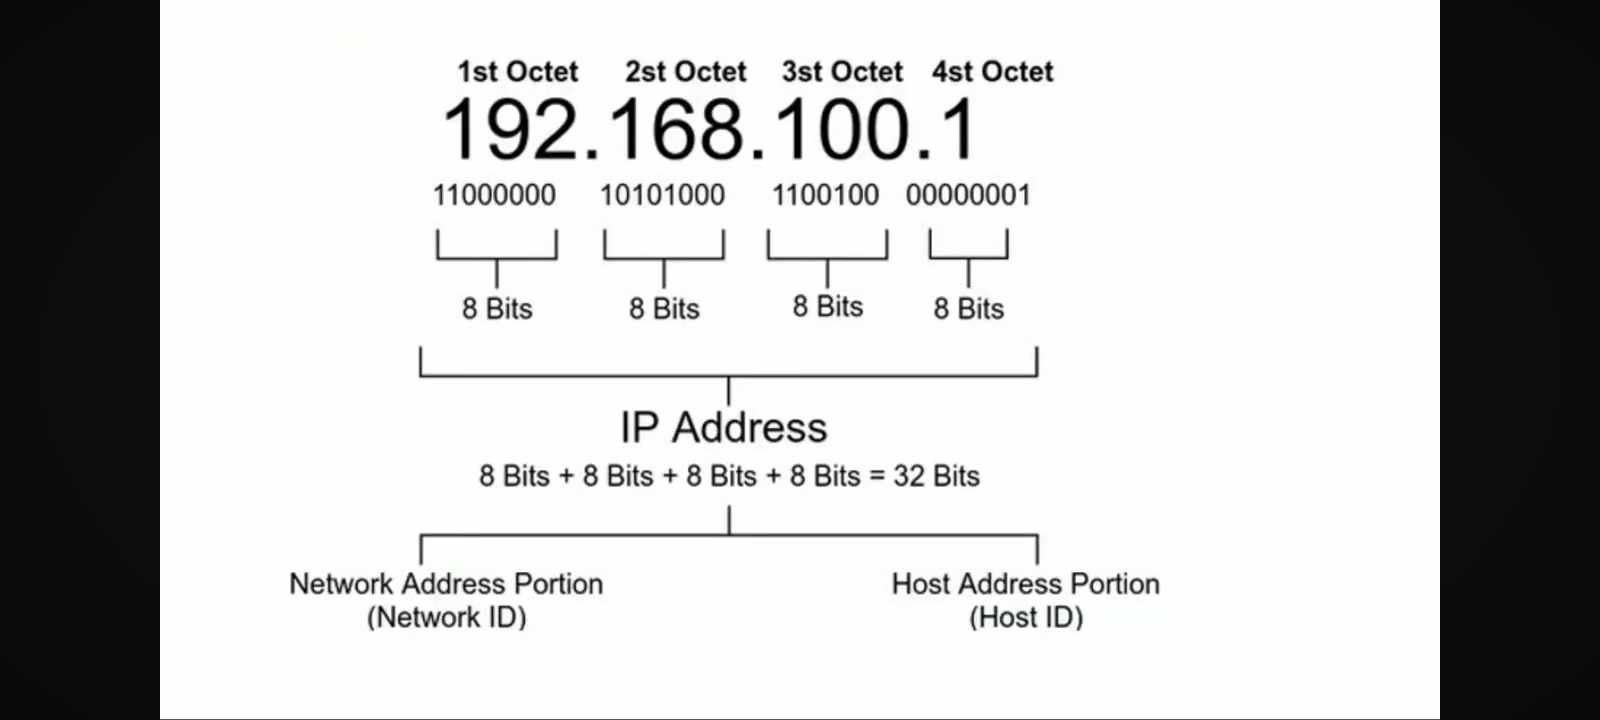 1st Octet 2st Octet 3st Octet 4st Octet
192.168.100.1
11000000 10101000 1100100 00000001
8 Bits 8 Bits 8 Bits 8 Bits
IP Address
8 Bits + 8 Bits + 8 Bits + 8 Bits = 32 Bits
Network Address Portion Host Address Portion
(Network ID) (Host ID)